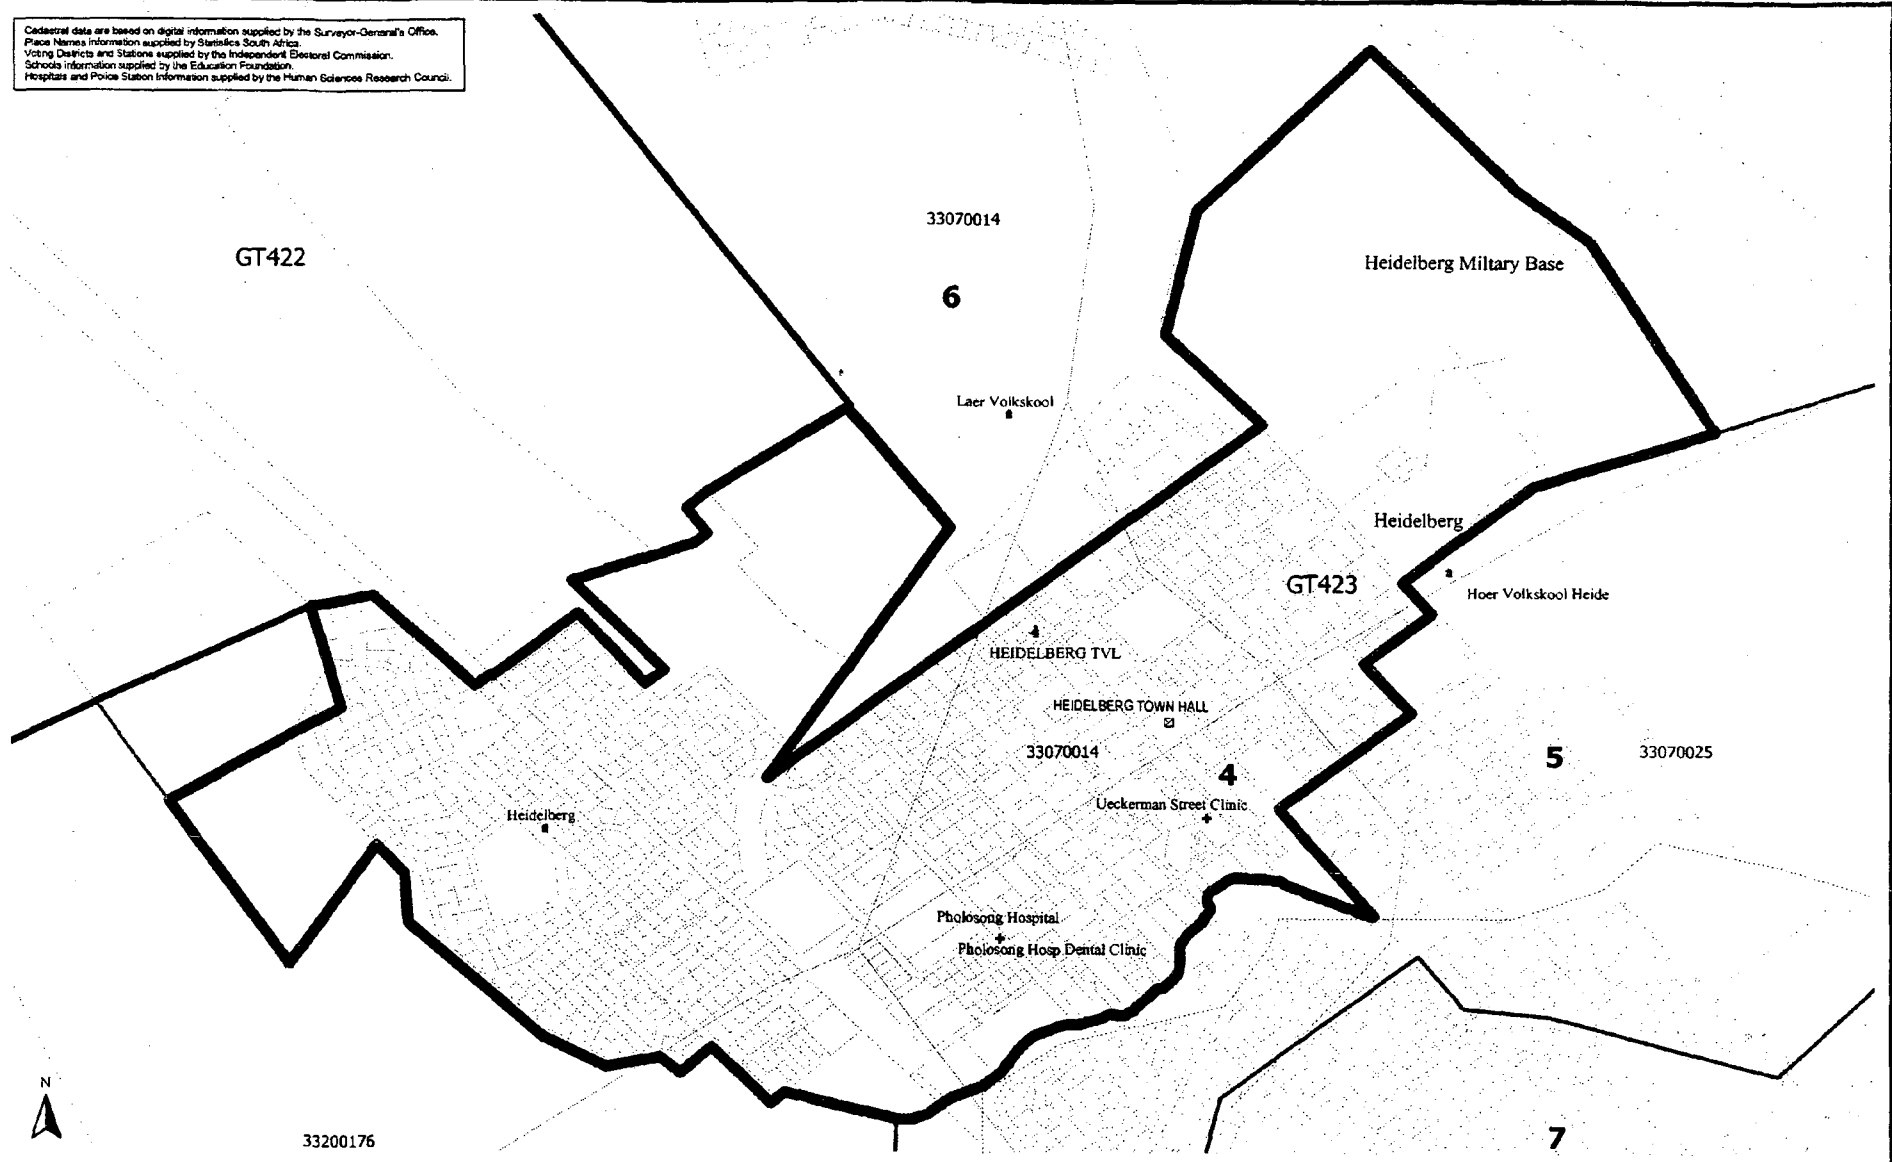 Cadastral data are based on digital information supplied by the Surveyor-General's Office.
Place Names information supplied by Statistics South Africa.
Voting Districts and Stations supplied by the Independent Electoral Commission.
Schools information supplied by the Education Foundation.
Hospitals and Police Station Information supplied by the Human Sciences Research Council.
33070014
GT422
Heidelberg Miltary Base
6
Laer Volkskool
Heidelberg
GT423
Hoer Volkskool Heide
HEIDELBERG TVL
HEIDELBERG TOWN HALL
33070014
5
33070025
4
Ueckerman Street Clinic
Heidelberg
Pholosong Hospital
Pholosong Hosp Dental Clinic
N
33200176
7